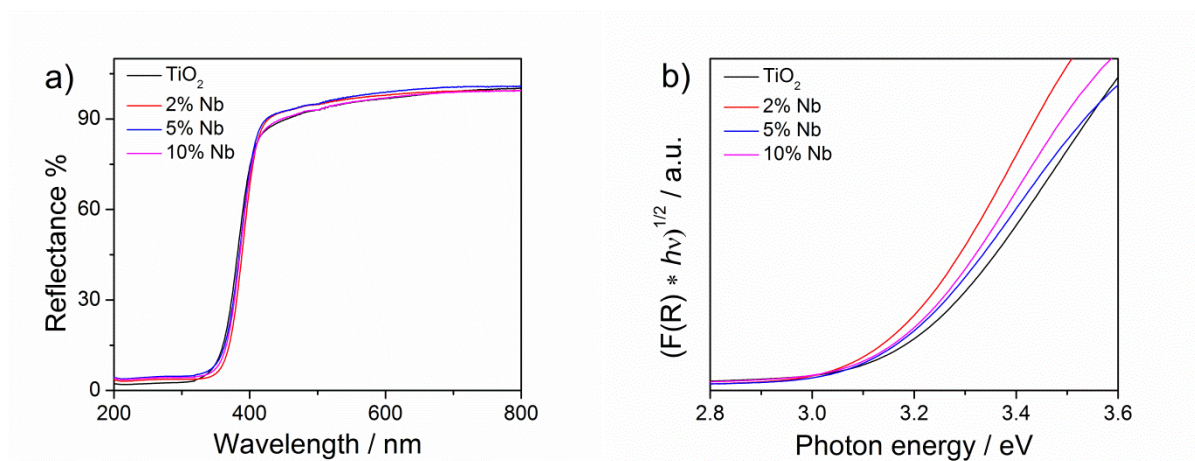 a)
TiO₂
2% Nb
5% Nb
10% Nb
Reflectance %
90
60
30
0
200 400 600 800
Wavelength / nm
b)
TiO₂
2% Nb
5% Nb
10% Nb
(F(R) * hν)^1/2 / a.u.
2.8 3.0 3.2 3.4 3.6
Photon energy / eV